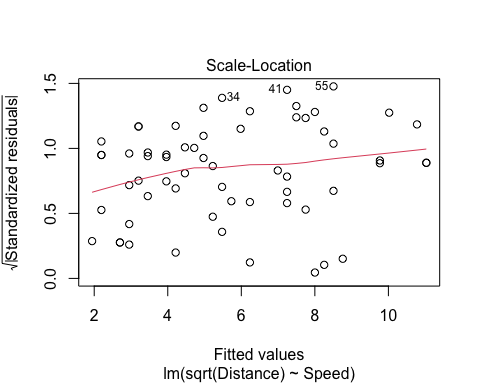 Scale-Location
√|Standardized residuals|
1.5
1.0
0.5
0.0
34
41
55
2 4 6 8 10
Fitted values
lm(sqrt(Distance) ~ Speed)